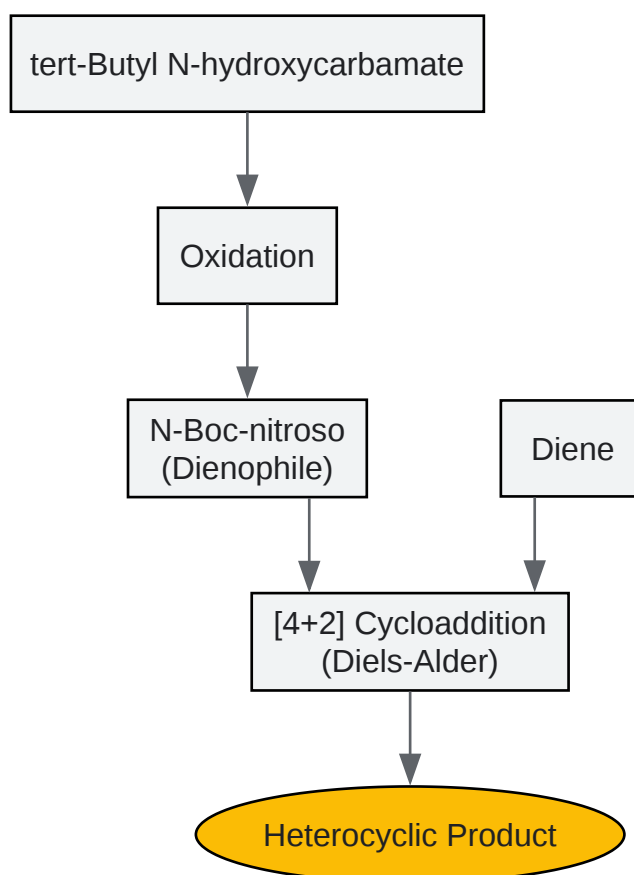 tert-Butyl N-hydroxycarbamate
Oxidation
N-Boc-nitroso
(Dienophile)
Diene
[4+2] Cycloaddition
(Diels-Alder)
Heterocyclic Product